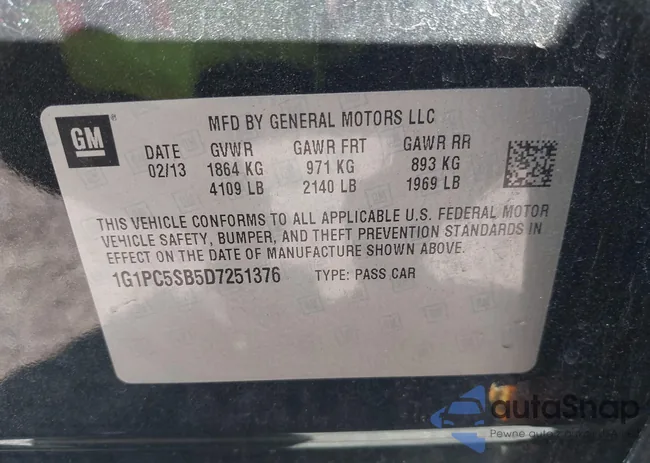 GM
MFD BY GENERAL MOTORS LLC
DATE GVWR GAWR FRT GAWR RR
02/13 1864 KG 971 KG 893 KG
4109 LB 2140 LB 1969 LB
THIS VEHICLE CONFORMS TO ALL APPLICABLE U.S. FEDERAL MOTOR
VEHICLE SAFETY, BUMPER, AND THEFT PREVENTION STANDARDS IN
EFFECT ON THE DATE OF MANUFACTURE SHOWN ABOVE.
1G1PC5SB5D7251376 TYPE: PASS CAR
autoSnap
Pewne auto